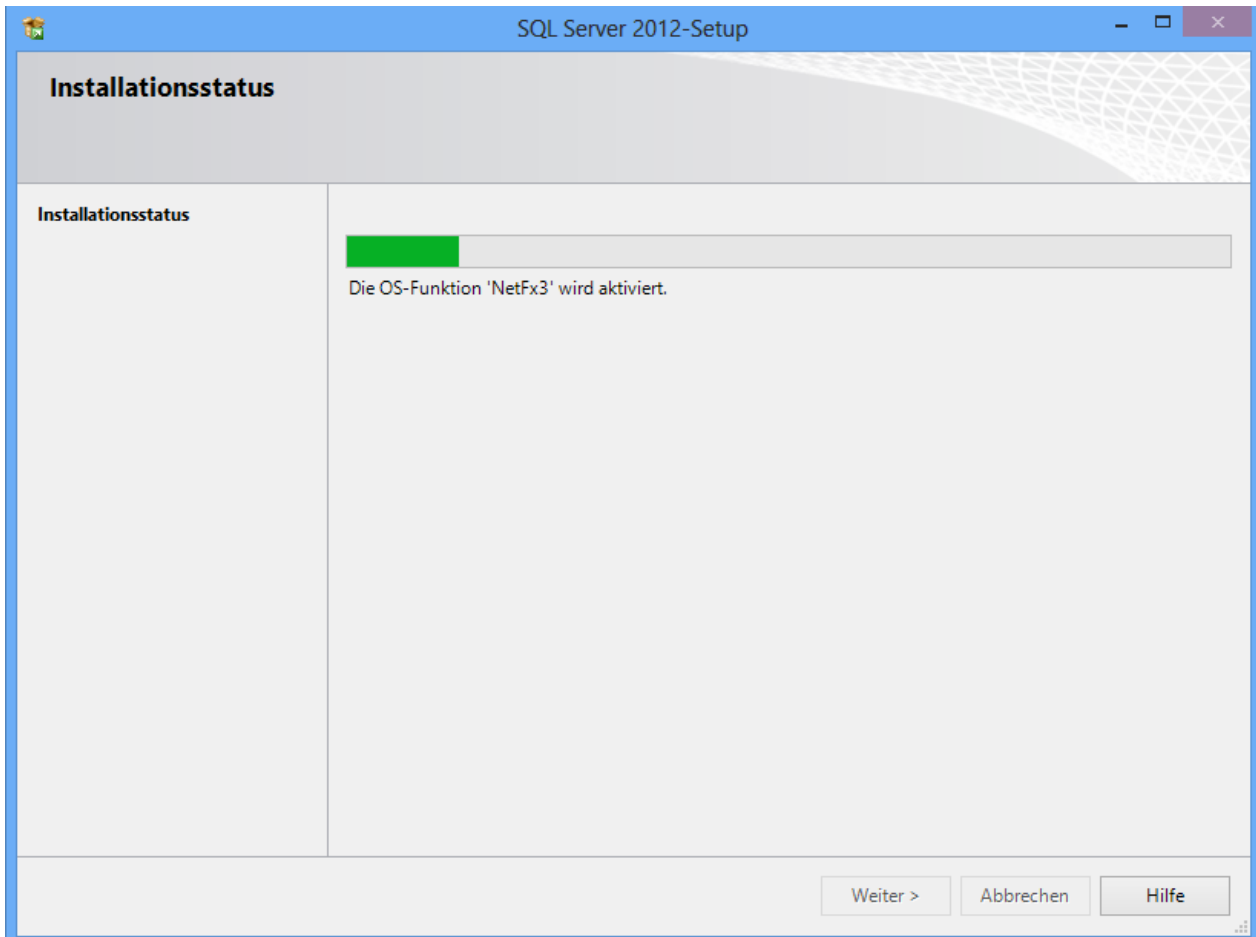 SQL Server 2012-Setup
Installationsstatus
Installationsstatus
Die OS-Funktion 'NetFx3' wird aktiviert.
Weiter >
Abbrechen
Hilfe